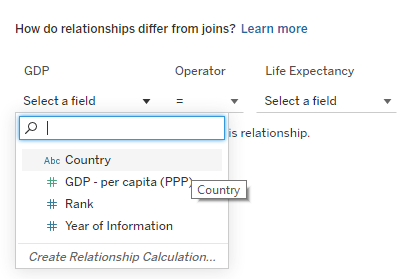 How do relationships differ from joins? Learn more
GDP Operator Life Expectancy
Select a field = Select a field
is relationship.
Abc Country
# GDP - per capita (PPP)
Country
# Rank
# Year of Information
Create Relationship Calculation...